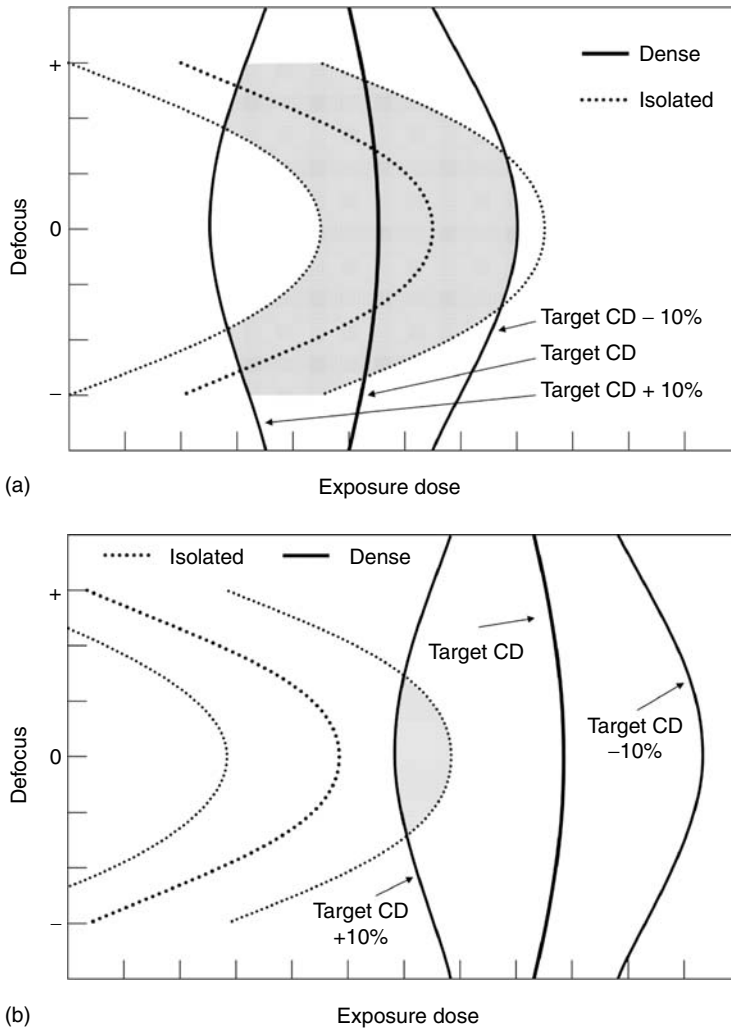 +
Dense
Isolated
Defocus
0
Target CD – 10%
Target CD
Target CD + 10%
–
(a)
Exposure dose
Isolated
Dense
+
Target CD
Target CD
–10%
Defocus
0
Target CD
+10%
–
(b)
Exposure dose